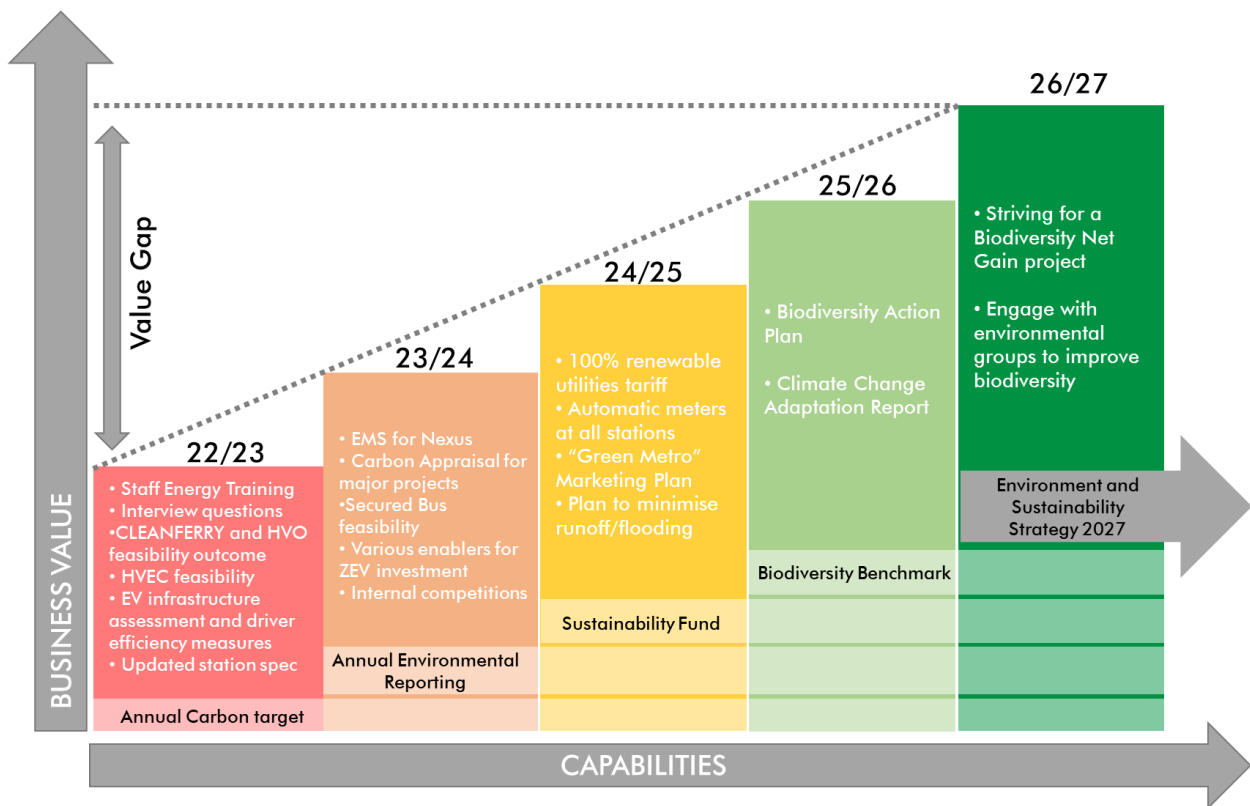 BUSINESS VALUE
Value Gap
22/23
• Staff Energy Training
• Interview questions
•CLEANFERRY and HVO
feasibility outcome
• HVEC feasibility
• EV infrastructure
assessment and driver
efficiency measures
• Updated station spec
Annual Carbon target
23/24
• EMS for Nexus
• Carbon Appraisal for
major projects
•Secured Bus
feasibility
• Various enablers for
ZEV investment
• Internal competitions
Annual Environmental
Reporting
24/25
• 100% renewable
utilities tariff
• Automatic meters
at all stations
• “Green Metro”
Marketing Plan
• Plan to minimise
runoff/flooding
Sustainability Fund
25/26
• Biodiversity Action
Plan
• Climate Change
Adaptation Report
Biodiversity Benchmark
26/27
• Striving for a
Biodiversity Net
Gain project
• Engage with
environmental
groups to improve
biodiversity
Environment and
Sustainability
Strategy 2027
CAPABILITIES